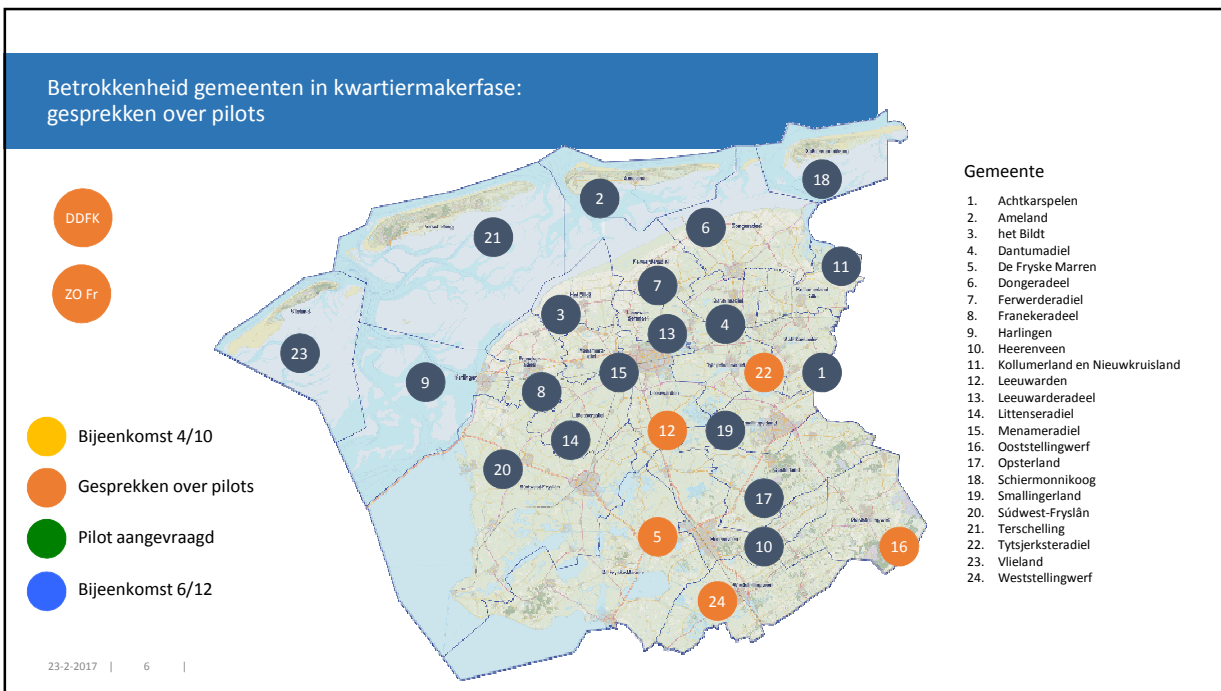 Betrokkenheid gemeenten in kwartiermakerfase:
gesprekken over pilots
DDFK
ZO Fr
Bijeenkomst 4/10
Gesprekken over pilots
Pilot aangevraagd
Bijeenkomst 6/12
18
2
21
6
11
7
3
13
4
23
9
8
15
22
1
14
12
19
20
17
5
10
16
24
Vlieland
Harlingen
Leeuwarden
Gemeente
1. Achtkarspelen
2. Ameland
3. het Bildt
4. Dantumadiel
5. De Fryske Marren
6. Dongeradeel
7. Ferwerderadiel
8. Franekeradeel
9. Harlingen
10. Heerenveen
11. Kollumerland en Nieuwkruisland
12. Leeuwarden
13. Leeuwarderadeel
14. Littenseradiel
15. Menameradiel
16. Ooststellingwerf
17. Opsterland
18. Schiermonnikoog
19. Smallingerland
20. Súdwest-Fryslân
21. Terschelling
22. Tytsjerksteradiel
23. Vlieland
24. Weststellingwerf
23-2-2017 | 6 |